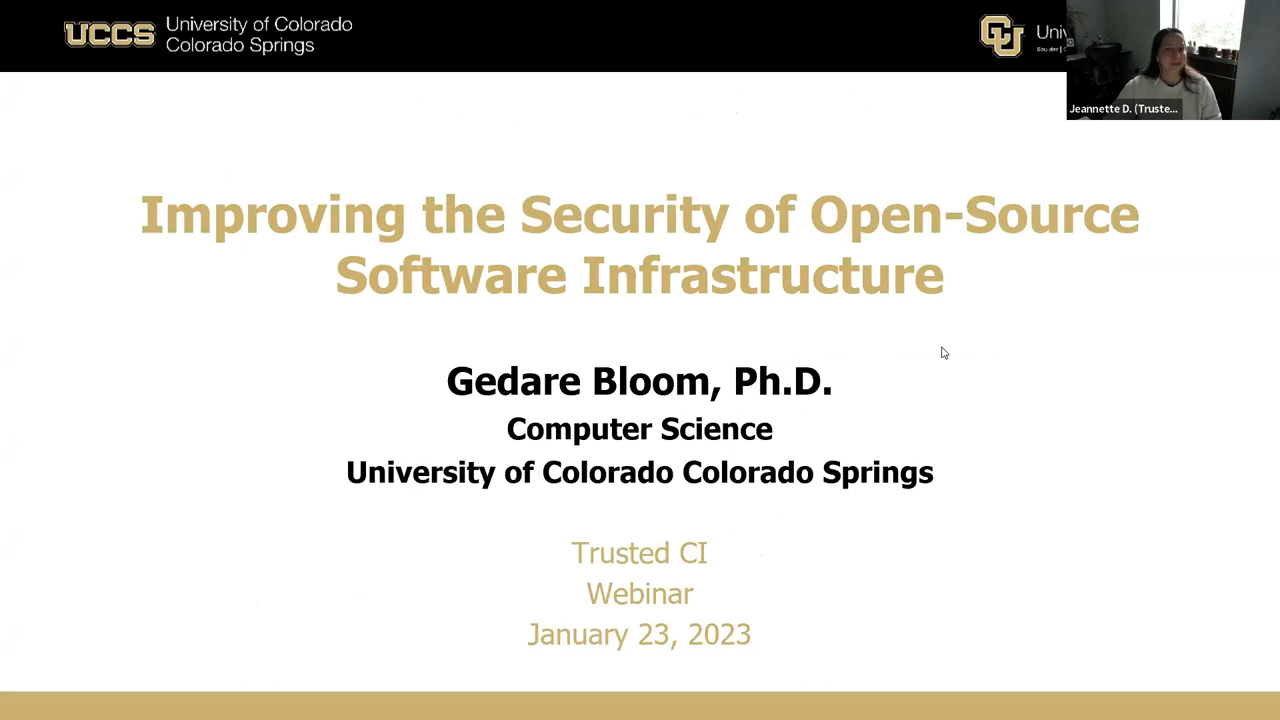 UCCS
University of Colorado
Colorado Springs
CU
Jeannette D. (Truste...
Improving the Security of Open-Source
Software Infrastructure
Gedare Bloom, Ph.D.
Computer Science
University of Colorado Colorado Springs
Trusted CI
Webinar
January 23, 2023